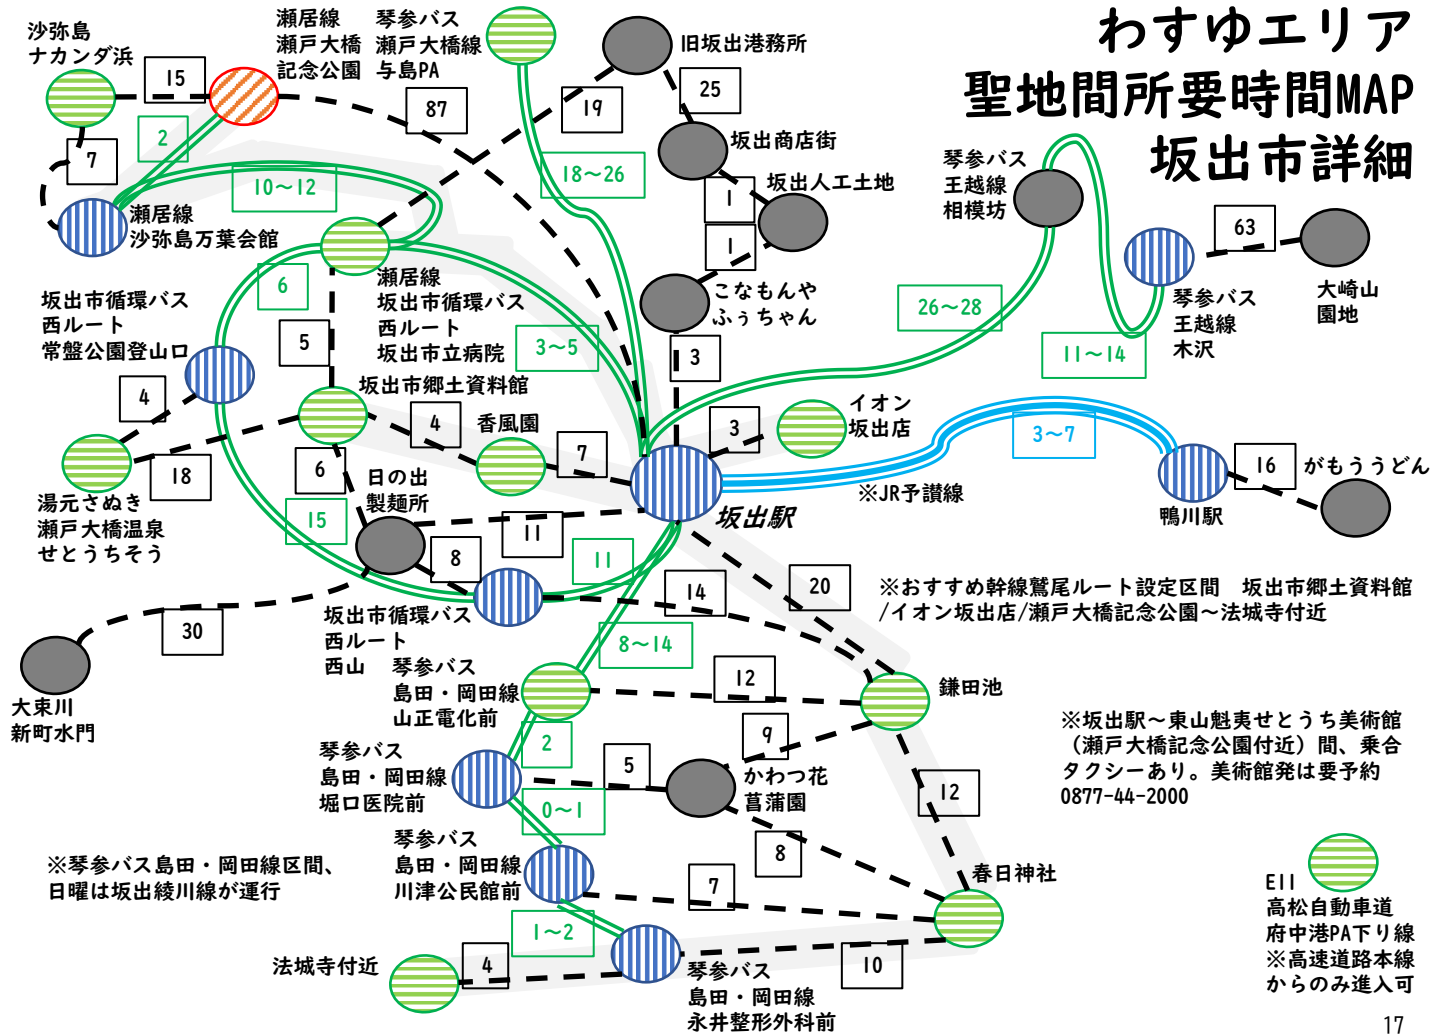 わすゆエリア
聖地間所要時間MAP
坂出市詳細
沙弥島
ナカンダ浜
15
瀬居線
瀬戸大橋
記念公園
琴参バス
瀬戸大橋線
与島PA
87
旧坂出港務所
19
25
2
7
18～26
坂出商店街
1
坂出人工土地
1
10～12
瀬居線
沙弥島万葉会館
琴参バス
王越線
相模坊
63
大崎山
園地
琴参バス
王越線
木沢
6
坂出市循環バス
西ルート
常盤公園登山口
瀬居線
坂出市循環バス
西ルート
坂出市立病院
5
3～5
こなもんや
ふぅちゃん
3
26～28
11～14
4
坂出市郷土資料館
4
香風園
7
3
イオン
坂出店
3～7
※JR予讃線
16
がもううどん
鴨川駅
18
6
湯元さぬき
瀬戸大橋温泉
せとうちそう
日の出
製麺所
15
坂出駅
11
8
11
20
14
※おすすめ幹線鷲尾ルート設定区間　坂出市郷土資料館
/イオン坂出店/瀬戸大橋記念公園～法城寺付近
30
坂出市循環バス
西ルート
西山
8～14
大束川
新町水門
琴参バス
島田・岡田線
山正電化前
12
鎌田池
2
9
琴参バス
島田・岡田線
堀口医院前
5
かわつ花
菖蒲園
12
※坂出駅～東山魁夷せとうち美術館
（瀬戸大橋記念公園付近）間、乗合
タクシーあり。美術館発は要予約
0877-44-2000
0～1
8
琴参バス
島田・岡田線
川津公民館前
7
春日神社
※琴参バス島田・岡田線区間、
日曜は坂出綾川線が運行
1～2
法城寺付近
4
10
琴参バス
島田・岡田線
永井整形外科前
E11
高松自動車道
府中港PA下り線
※高速道路本線
からのみ進入可
17